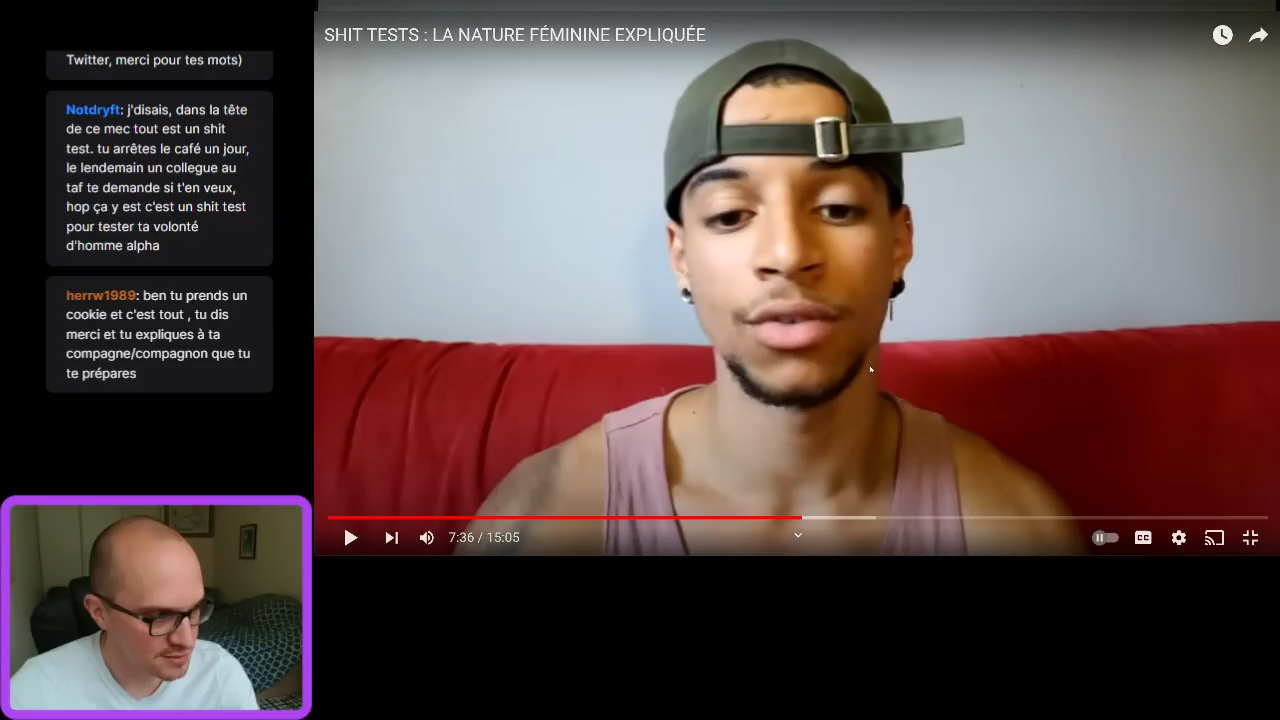 Twitter, merci pour tes mots)
Notdryft: j'disais, dans la tête
de ce mec tout est un shit
test. tu arrêtes le café un jour,
le lendemain un collegue au
taf te demande si t'en veux,
hop ça y est c'est un shit test
pour tester ta volonté
d'homme alpha
herrw1989: ben tu prends un
cookie et c'est tout , tu dis
merci et tu expliques à ta
compagne/compagnon que tu
te prépares
SHIT TESTS : LA NATURE FÉMININE EXPLIQUÉE
7:36 / 15:05
CC